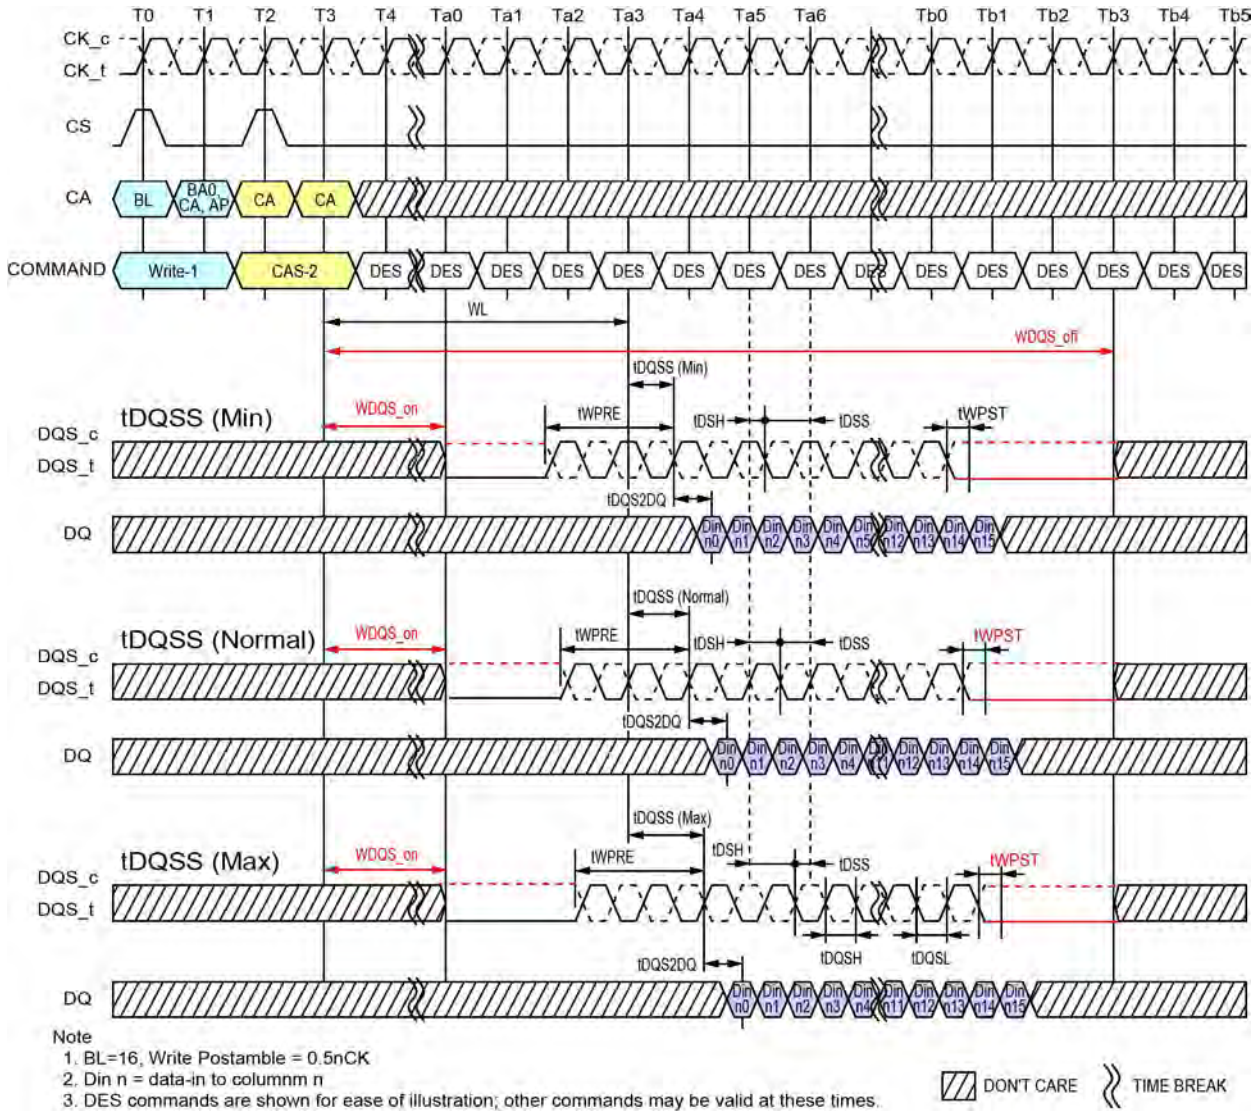 T0 T1 T2 T3 T4 Ta0 Ta1 Ta2 Ta3 Ta4 Ta5 Ta6 Tb0 Tb1 Tb2 Tb3 Tb4 Tb5
CK_c
CK_t
CS
CA BL BA0, CA, AP CA CA
COMMAND Write-1 CAS-2 DES DES DES DES DES DES DES DES DES DES DES DES DES DES DES
WL
WDQS_off
tDQSS (Min)
tDQSS (Min) WDQS_on tWPRE tDSH tDSS tWPST
DQS_c
DQS_t
tDQS2DQ
DQ Din n0 Din n1 Din n2 Din n3 Din n4 Din n5 Din n12 Din n13 Din n14 Din n15
tDQSS (Normal)
tDQSS (Normal) WDQS_on tWPRE tDSH tDSS tWPST
DQS_c
DQS_t
tDQS2DQ
DQ Din n0 Din n1 Din n2 Din n3 Din n4 Din n11 Din n12 Din n13 Din n14 Din n15
tDQSS (Max)
tDQSS (Max) WDQS_on tWPRE tDSH tDSS tWPST
DQS_c
DQS_t
tDQSH tDQSL
tDQS2DQ
DQ Din n0 Din n1 Din n2 Din n3 Din n4 Din n11 Din n12 Din n13 Din n14 Din n15
Note
1. BL=16, Write Postamble = 0.5nCK
2. Din n = data-in to columnm n
3. DES commands are shown for ease of illustration; other commands may be valid at these times.
DON'T CARE TIME BREAK